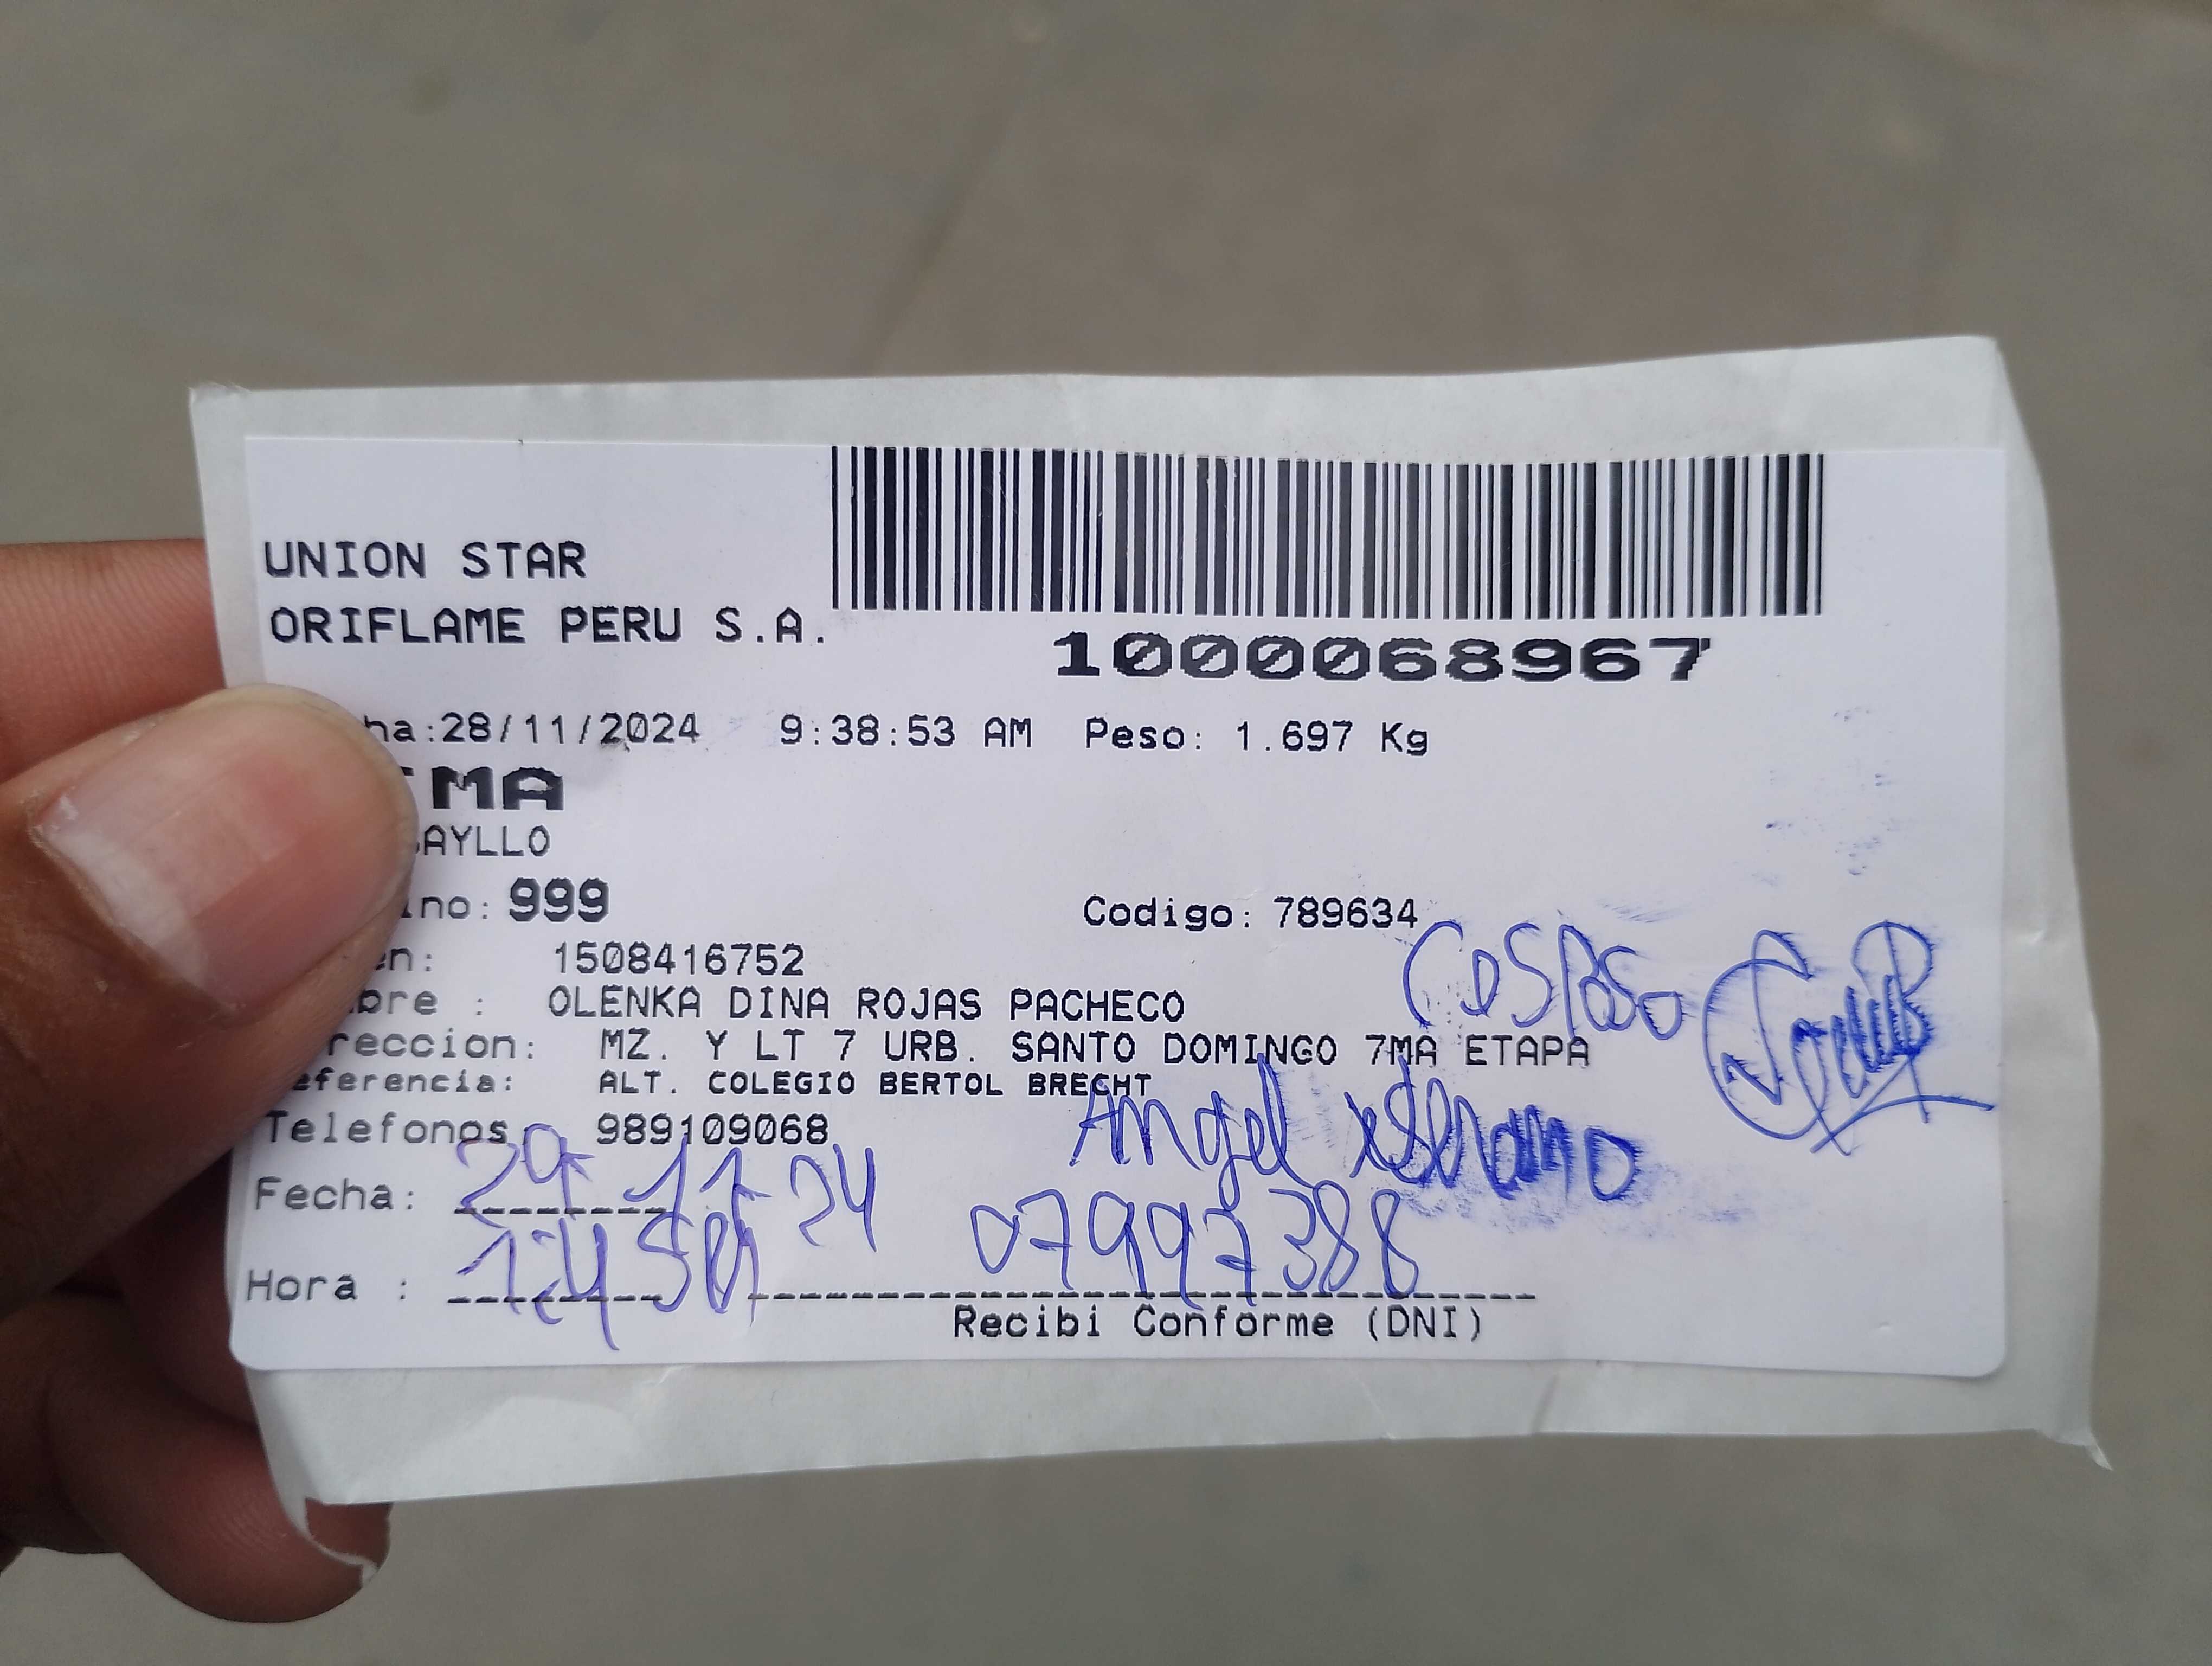 UNION STAR
ORIFLAME PERU S.A.
1000068967
ha:28/11/2024 9:38:53 AM Peso: 1.697 Kg
MA
AYLLO
ino: 999 Codigo: 789634
en: 1508416752
bre : OLENKA DINA ROJAS PACHECO
reccion: MZ. Y LT 7 URB. SANTO DOMINGO 7MA ETAPA
eferencia: ALT. COLEGIO BERTOL BRECHT
Telefonos 989109068
Angel
Fecha: 29-11-24
07997388
Hora :
Recibi Conforme (DNI)